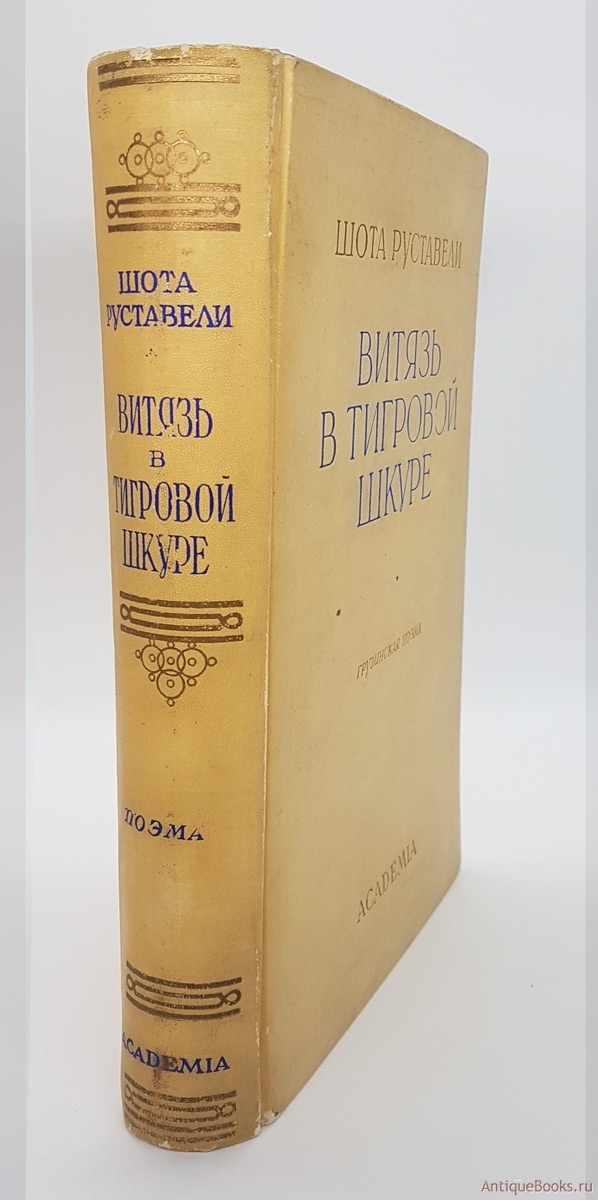 ШОТА
РУСТАВЕЛИ
ВИТЯЗЬ
В
ТИГРОВОЙ
ШКУРЕ
ПОЭМА
ACADEMIA
ШОТА РУСТАВЕЛИ
ВИТЯЗЬ
В ТИГРОВОЙ
ШКУРЕ
ГРУЗИНСКАЯ ПОЭМА
ACADEMIA
AntiqueBooks.ru